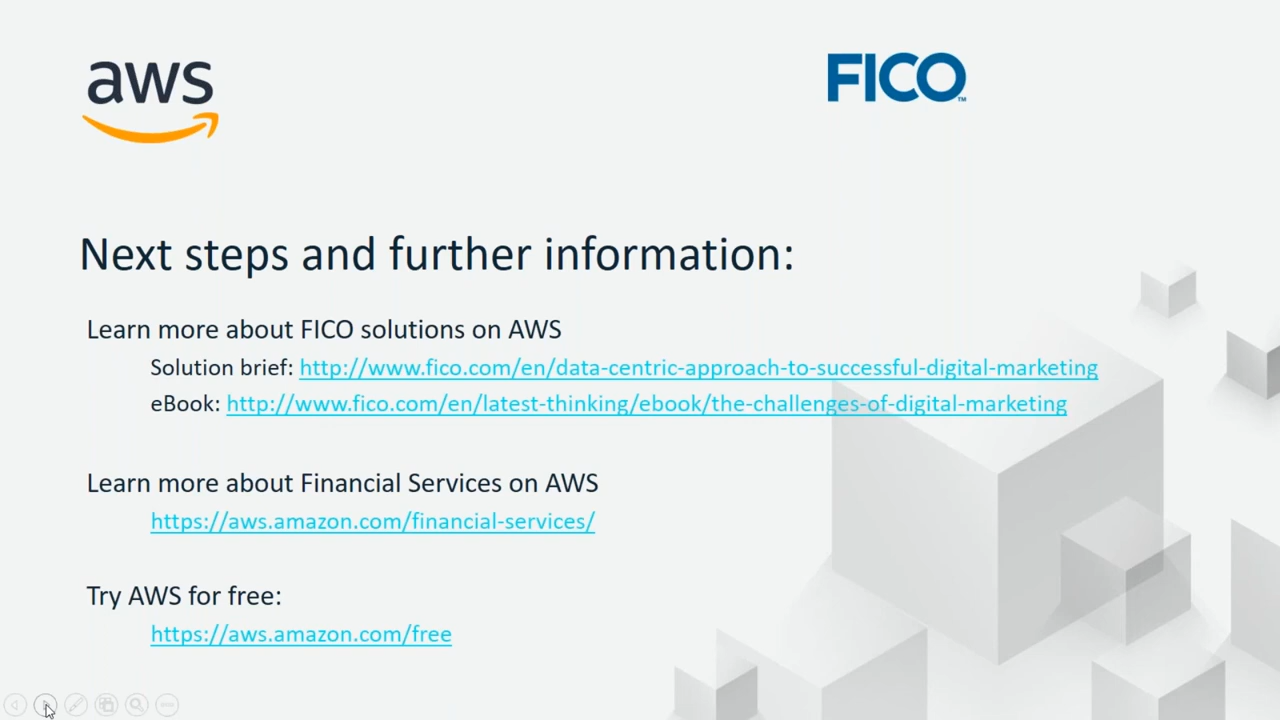 aws
FICO™
Next steps and further information:
Learn more about FICO solutions on AWS
Solution brief: http://www.fico.com/en/data-centric-approach-to-successful-digital-marketing
eBook: http://www.fico.com/en/latest-thinking/ebook/the-challenges-of-digital-marketing
Learn more about Financial Services on AWS
https://aws.amazon.com/financial-services/
Try AWS for free:
https://aws.amazon.com/free